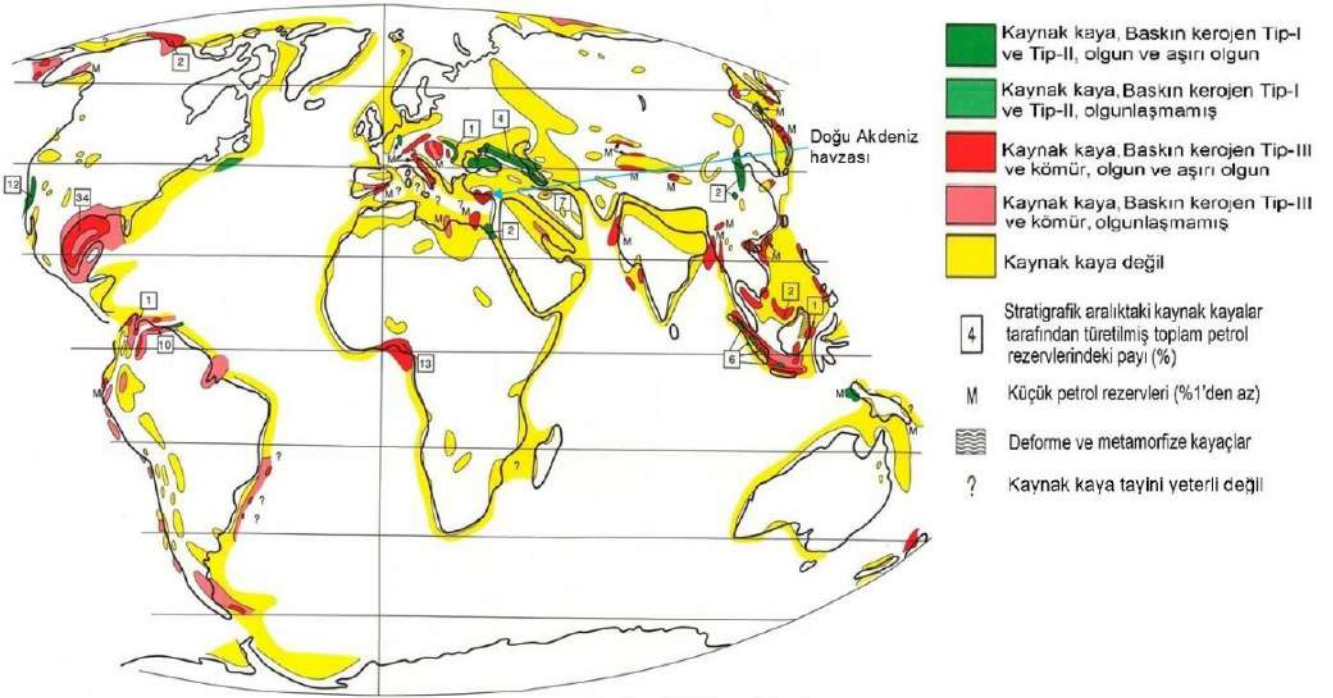 Kaynak kaya, Baskın kerojen Tip-I
ve Tip-II, olgun ve aşırı olgun
Kaynak kaya, Baskın kerojen Tip-I
ve Tip-II, olgunlaşmamış
Kaynak kaya, Baskın kerojen Tip-III
ve kömür, olgun ve aşırı olgun
Kaynak kaya, Baskın kerojen Tip-III
ve kömür, olgunlaşmamış
Kaynak kaya değil
4
Stratigrafik aralıktaki kaynak kayalar
tarafından türetilmiş toplam petrol
rezervlerindeki payı (%)
M
Küçük petrol rezervleri (%1'den az)
Deforme ve metamorfize kayaçlar
?
Kaynak kaya tayini yeterli değil
Doğu Akdeniz
havzası
2
M
1
4
M
M
M
M
M
12
2
34
M
?
?
?
7
M
M
2
M
M
M
2
1
1
10
6
13
M
M
?
M
?
?
?
?